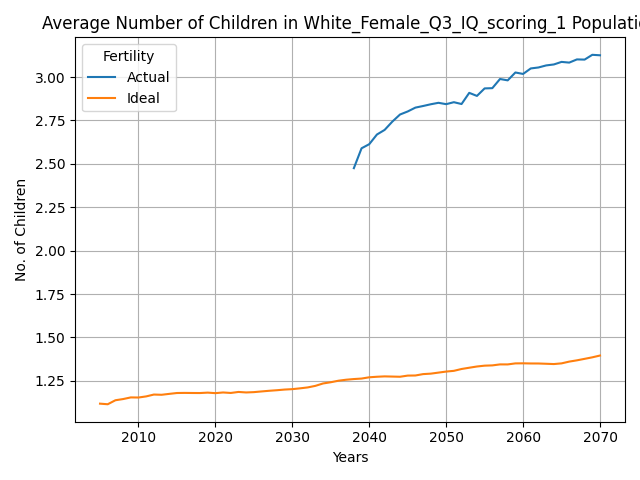 Average Number of Children in White_Female_Q3_IQ_scoring_1 Populati
Fertility
Actual
Ideal
3.00
2.75
2.50
2.25
2.00
1.75
1.50
1.25
No. of Children
2010 2020 2030 2040 2050 2060 2070
Years